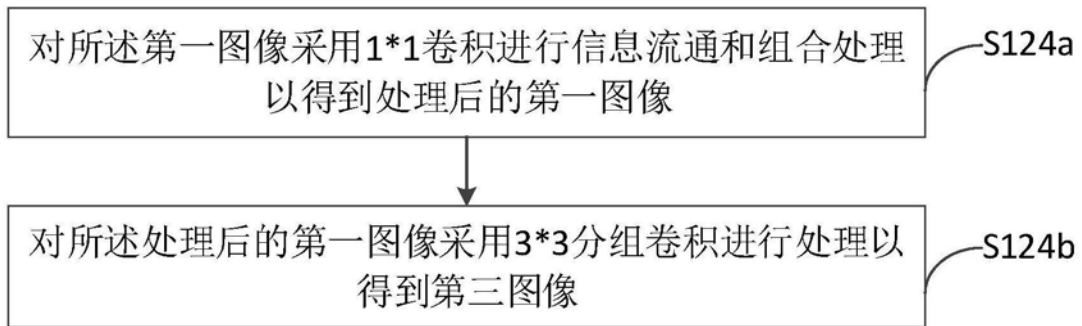 对所述第一图像采用1*1卷积进行信息流通和组合处理
以得到处理后的第一图像
S124a
对所述处理后的第一图像采用3*3分组卷积进行处理以
得到第三图像
S124b